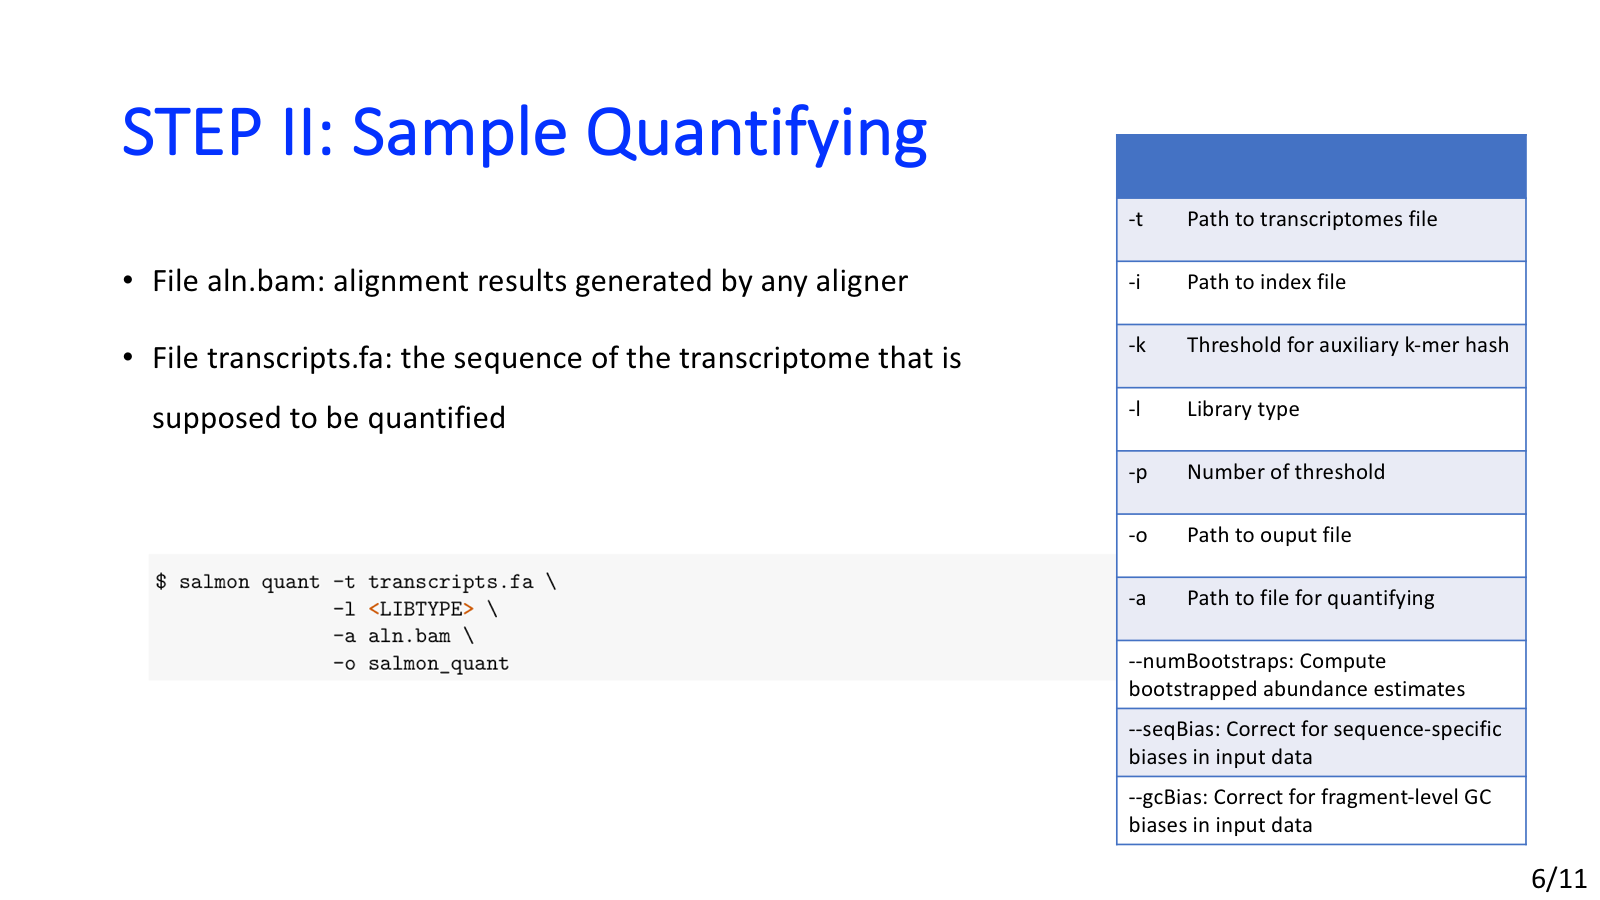 STEP II: Sample Quantifying
• File aln.bam: alignment results generated by any aligner
• File transcripts.fa: the sequence of the transcriptome that is
supposed to be quantified
$ salmon quant -t transcripts.fa \
-l <LIBTYPE> \
-a aln.bam \
-o salmon_quant
-t Path to transcriptomes file
-i Path to index file
-k Threshold for auxiliary k-mer hash
-l Library type
-p Number of threshold
-o Path to ouput file
-a Path to file for quantifying
--numBootstraps: Compute
bootstrapped abundance estimates
--seqBias: Correct for sequence-specific
biases in input data
--gcBias: Correct for fragment-level GC
biases in input data
6/11